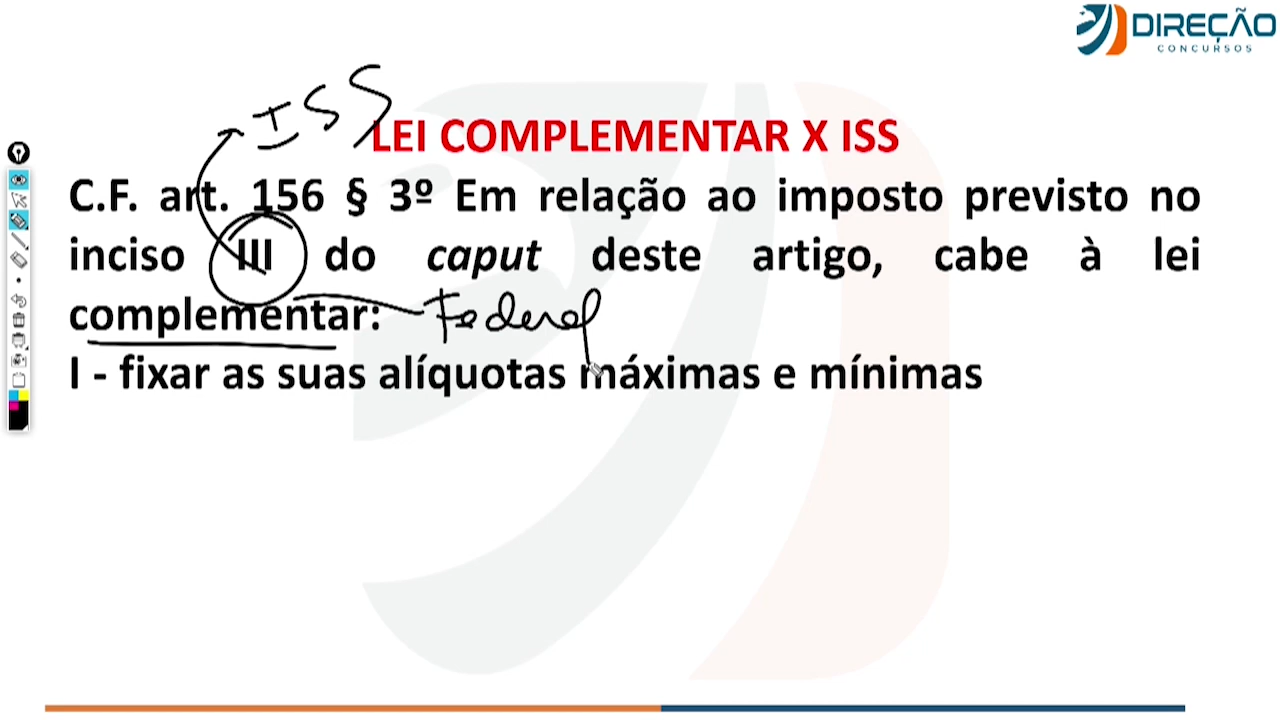 DIREÇÃO
CONCURSOS
ISS
LEI COMPLEMENTAR X ISS
C.F. art. 156 § 3º Em relação ao imposto previsto no
inciso III do caput deste artigo, cabe à lei
complementar: Federal
I - fixar as suas alíquotas máximas e mínimas